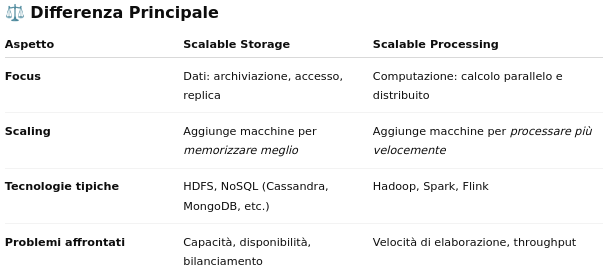 ⚖️ Differenza Principale
Aspetto Scalable Storage Scalable Processing
Focus Dati: archiviazione, accesso, replica Computazione: calcolo parallelo e distribuito
Scaling Aggiunge macchine per memorizzare meglio Aggiunge macchine per processare più velocemente
Tecnologie tipiche HDFS, NoSQL (Cassandra, MongoDB, etc.) Hadoop, Spark, Flink
Problemi affrontati Capacità, disponibilità, bilanciamento Velocità di elaborazione, throughput